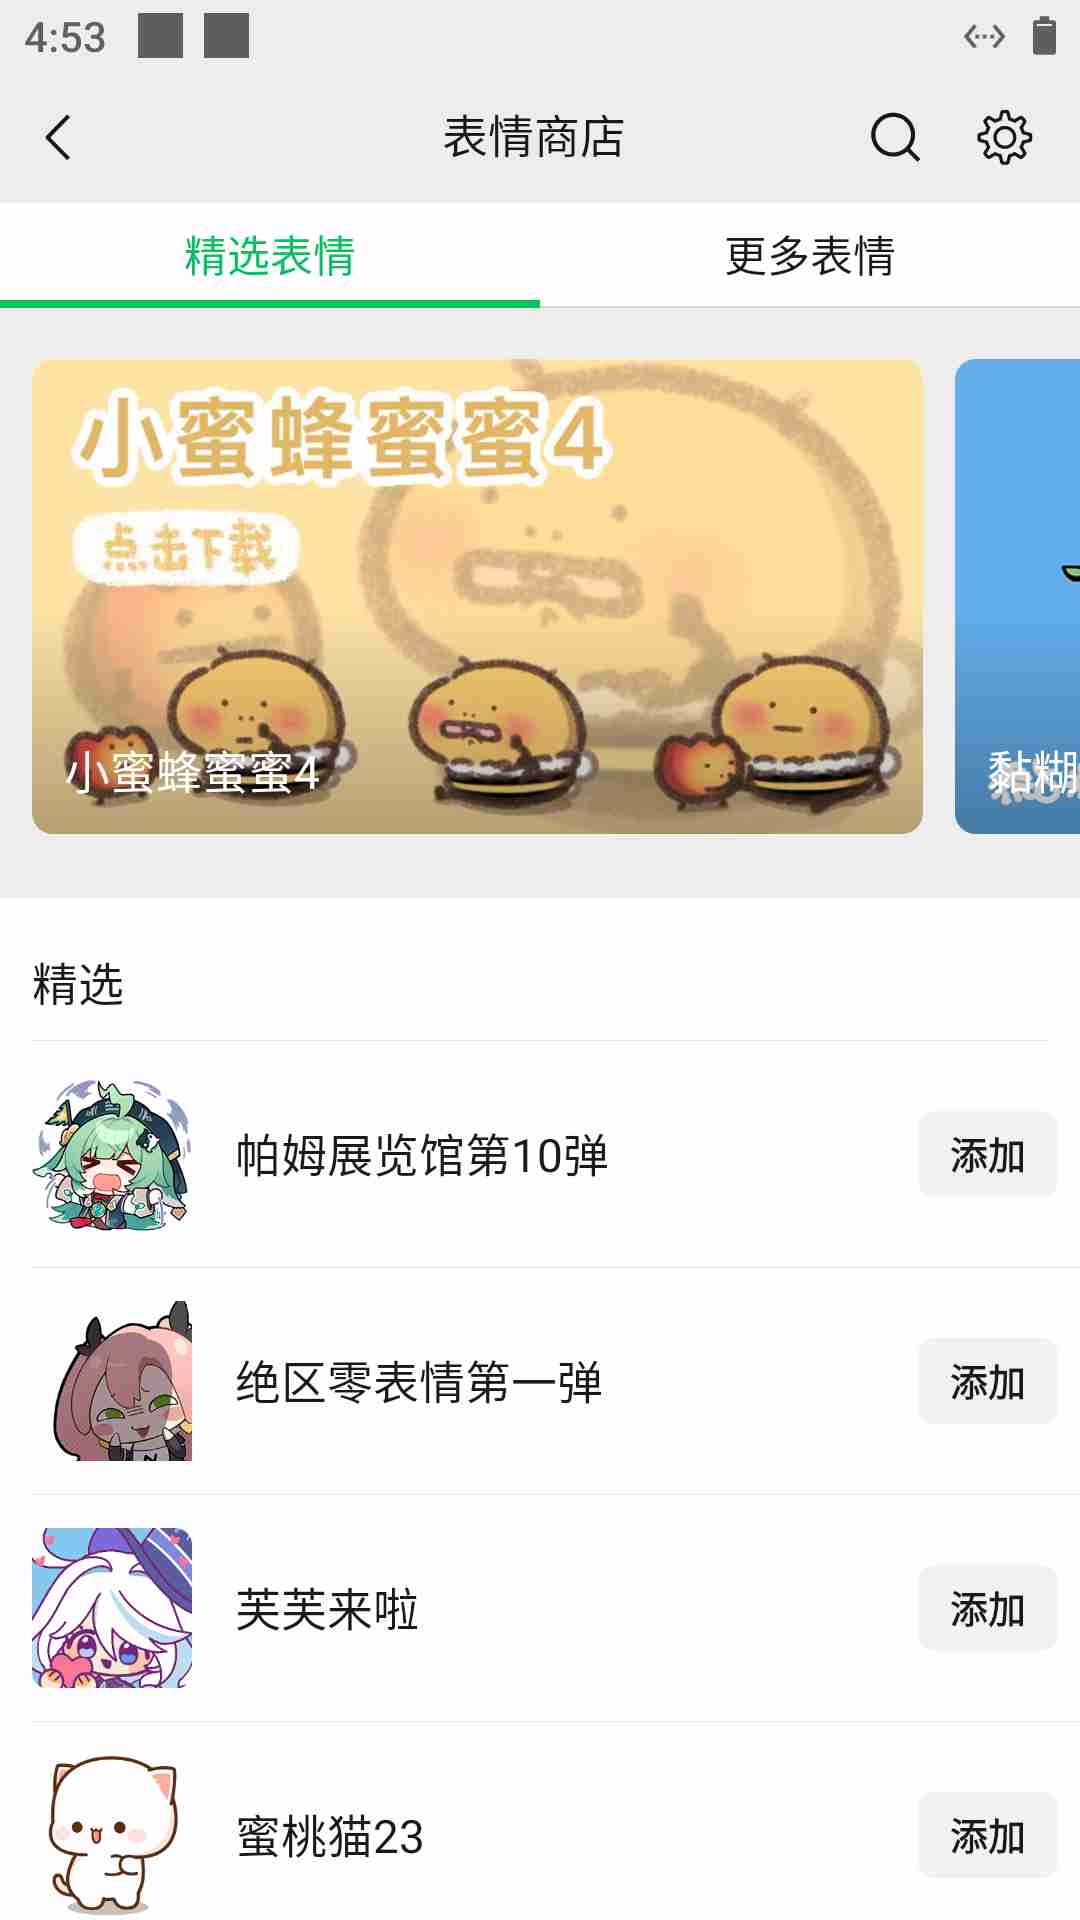 4:53
表情商店
精选表情
更多表情
小蜜蜂蜜蜜4
点击下载
小蜜蜂蜜蜜4
黏糊
精选
帕姆展览馆第10弹
添加
绝区零表情第一弹
添加
芙芙来啦
添加
蜜桃猫23
添加